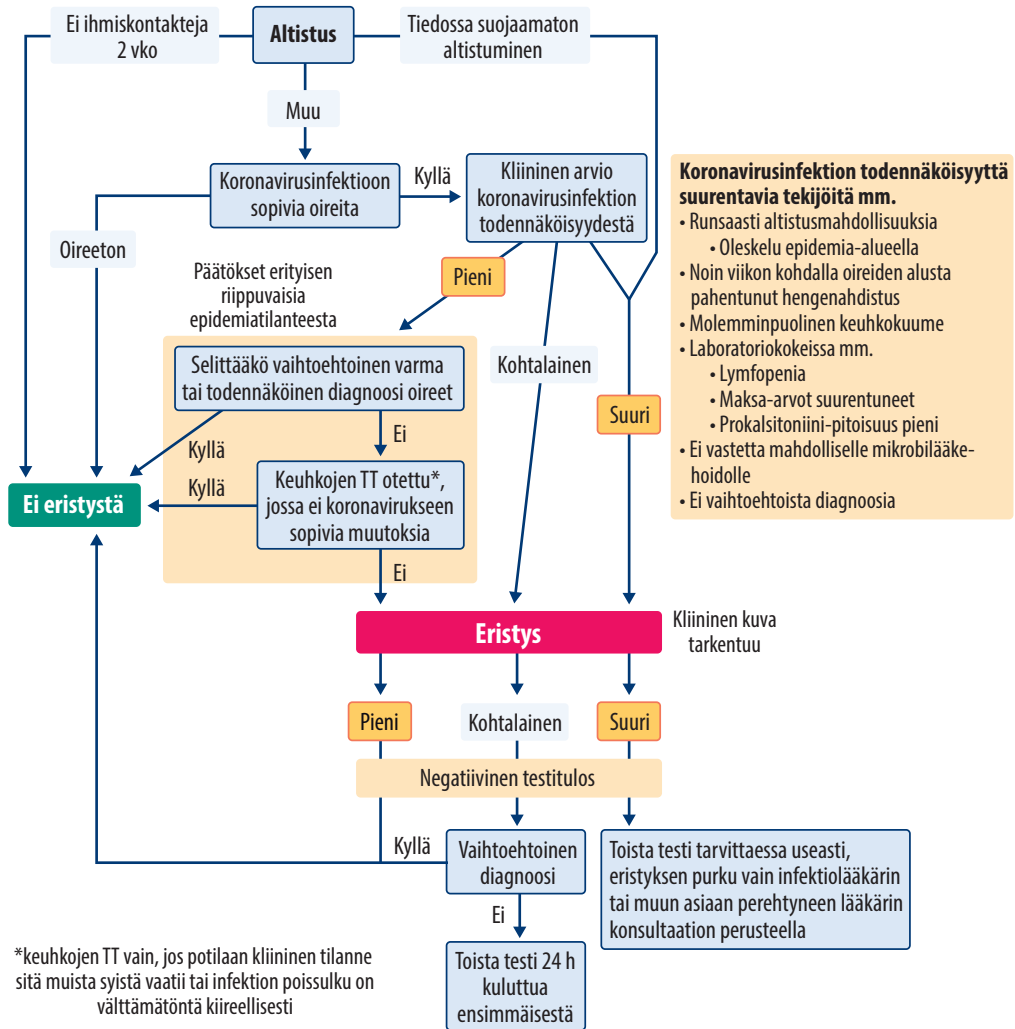 Ei ihmiskontakteja
2 vko
Altistus
Tiedossa suojaamaton
altistuminen
Muu
Koronavirusinfektioon
sopivia oireita
Kyllä
Kliininen arvio
koronavirusinfektion
todennäköisyydestä
Koronavirusinfektion todennäköisyyttä
suurentavia tekijöitä mm.
• Runsaasti altistusmahdollisuuksia
• Oleskelu epidemia-alueella
• Noin viikon kohdalla oireiden alusta
pahentunut hengenahdistus
• Molemminpuolinen keuhkokuume
• Laboratoriokokeissa mm.
• Lymfopenia
• Maksa-arvot suurentuneet
• Prokalsitoniini-pitoisuus pieni
• Ei vastetta mahdolliselle mikrobilääke-
hoidolle
• Ei vaihtoehtoista diagnoosia
Oireeton
Päätökset erityisen
riippuvaisia
epidemiatilanteesta
Pieni
Kohtalainen
Suuri
Selittääkö vaihtoehtoinen varma
tai todennäköinen diagnoosi oireet
Kyllä
Ei
Keuhkojen TT otettu*,
jossa ei koronavirukseen
sopivia muutoksia
Kyllä
Ei eristystä
Ei
Eristys
Kliininen kuva
tarkentuu
Pieni
Kohtalainen
Suuri
Negatiivinen testitulos
Kyllä
Vaihtoehtoinen
diagnoosi
Toista testi tarvittaessa useasti,
eristyksen purku vain infektiolääkärin
tai muun asiaan perehtyneen lääkärin
konsultaation perusteella
Ei
Toista testi 24 h
kuluttua
ensimmäisestä
*keuhkojen TT vain, jos potilaan kliininen tilanne
sitä muista syistä vaatii tai infektion poissulku on
välttämätöntä kiireellisesti